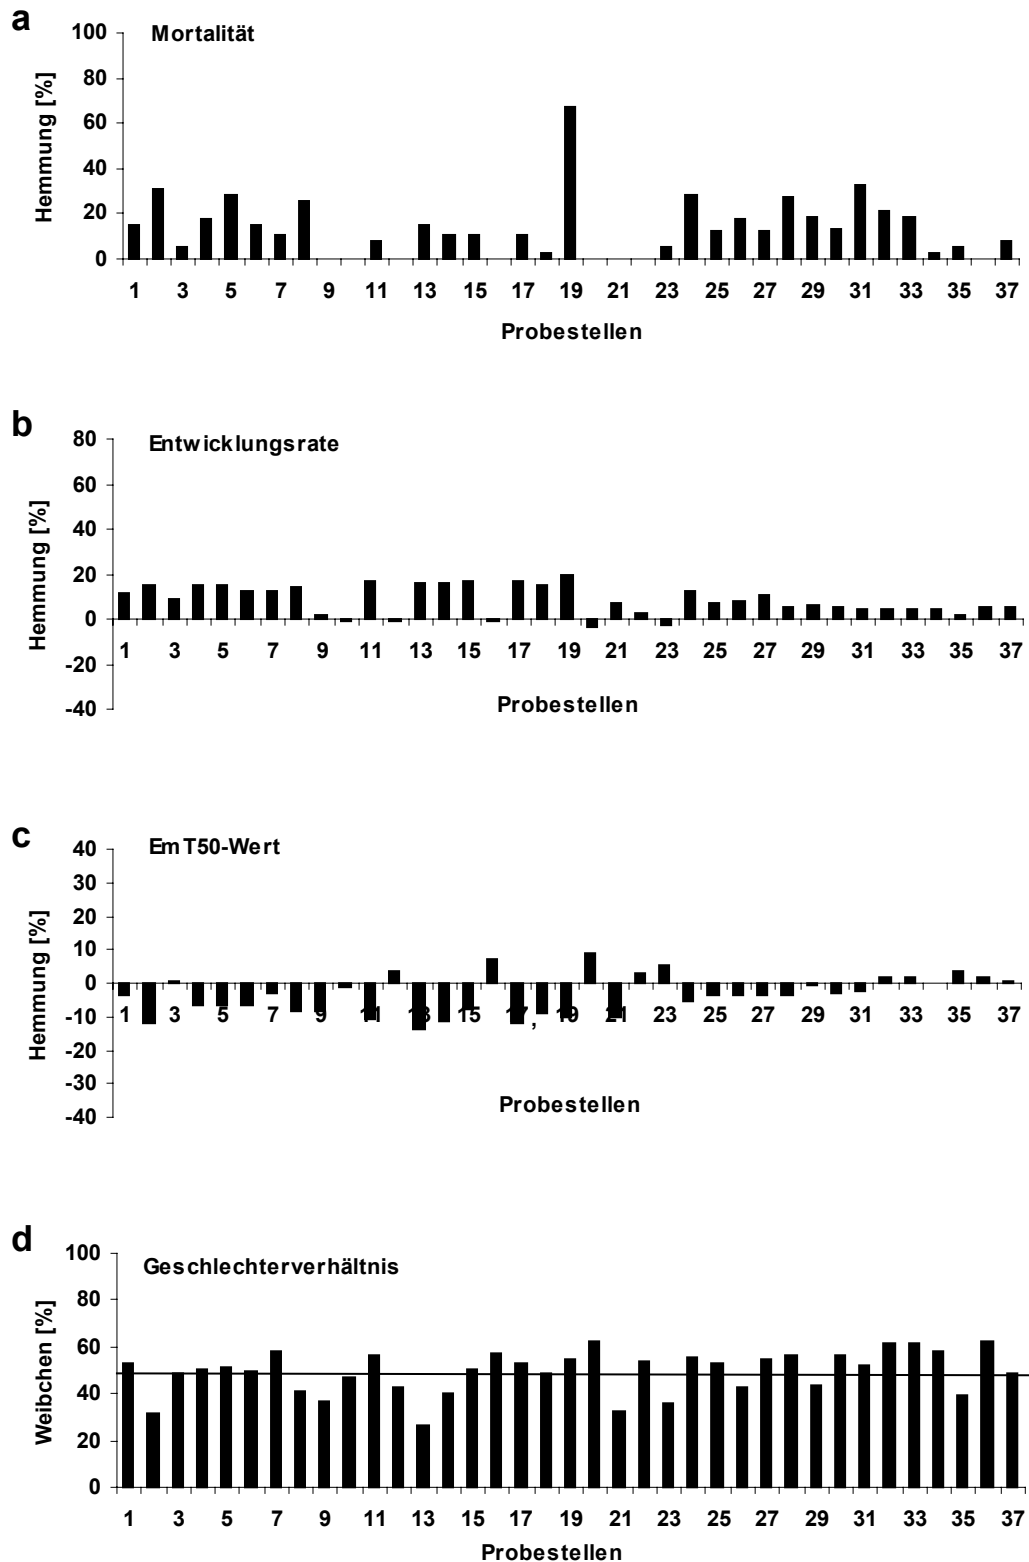 a
Mortalität
Hemmung [%]
100
80
60
40
20
0
1 3 5 7 9 11 13 15 17 19 21 23 25 27 29 31 33 35 37
Probestellen
b
Entwicklungsrate
Hemmung [%]
80
60
40
20
0
-20
-40
1 3 5 7 9 11 13 15 17 19 21 23 25 27 29 31 33 35 37
Probestellen
c
EmT50-Wert
Hemmung [%]
40
30
20
10
0
-10
-20
-30
-40
1 3 5 7 9 11 13 15 17, 19 21 23 25 27 29 31 33 35 37
Probestellen
d
Geschlechterverhältnis
Weibchen [%]
100
80
60
40
20
0
1 3 5 7 9 11 13 15 17 19 21 23 25 27 29 31 33 35 37
Probestellen